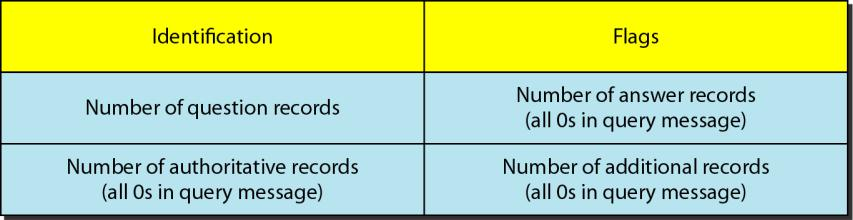 Identification
Flags
Number of question records
Number of answer records
(all 0s in query message)
Number of authoritative records
(all 0s in query message)
Number of additional records
(all 0s in query message)